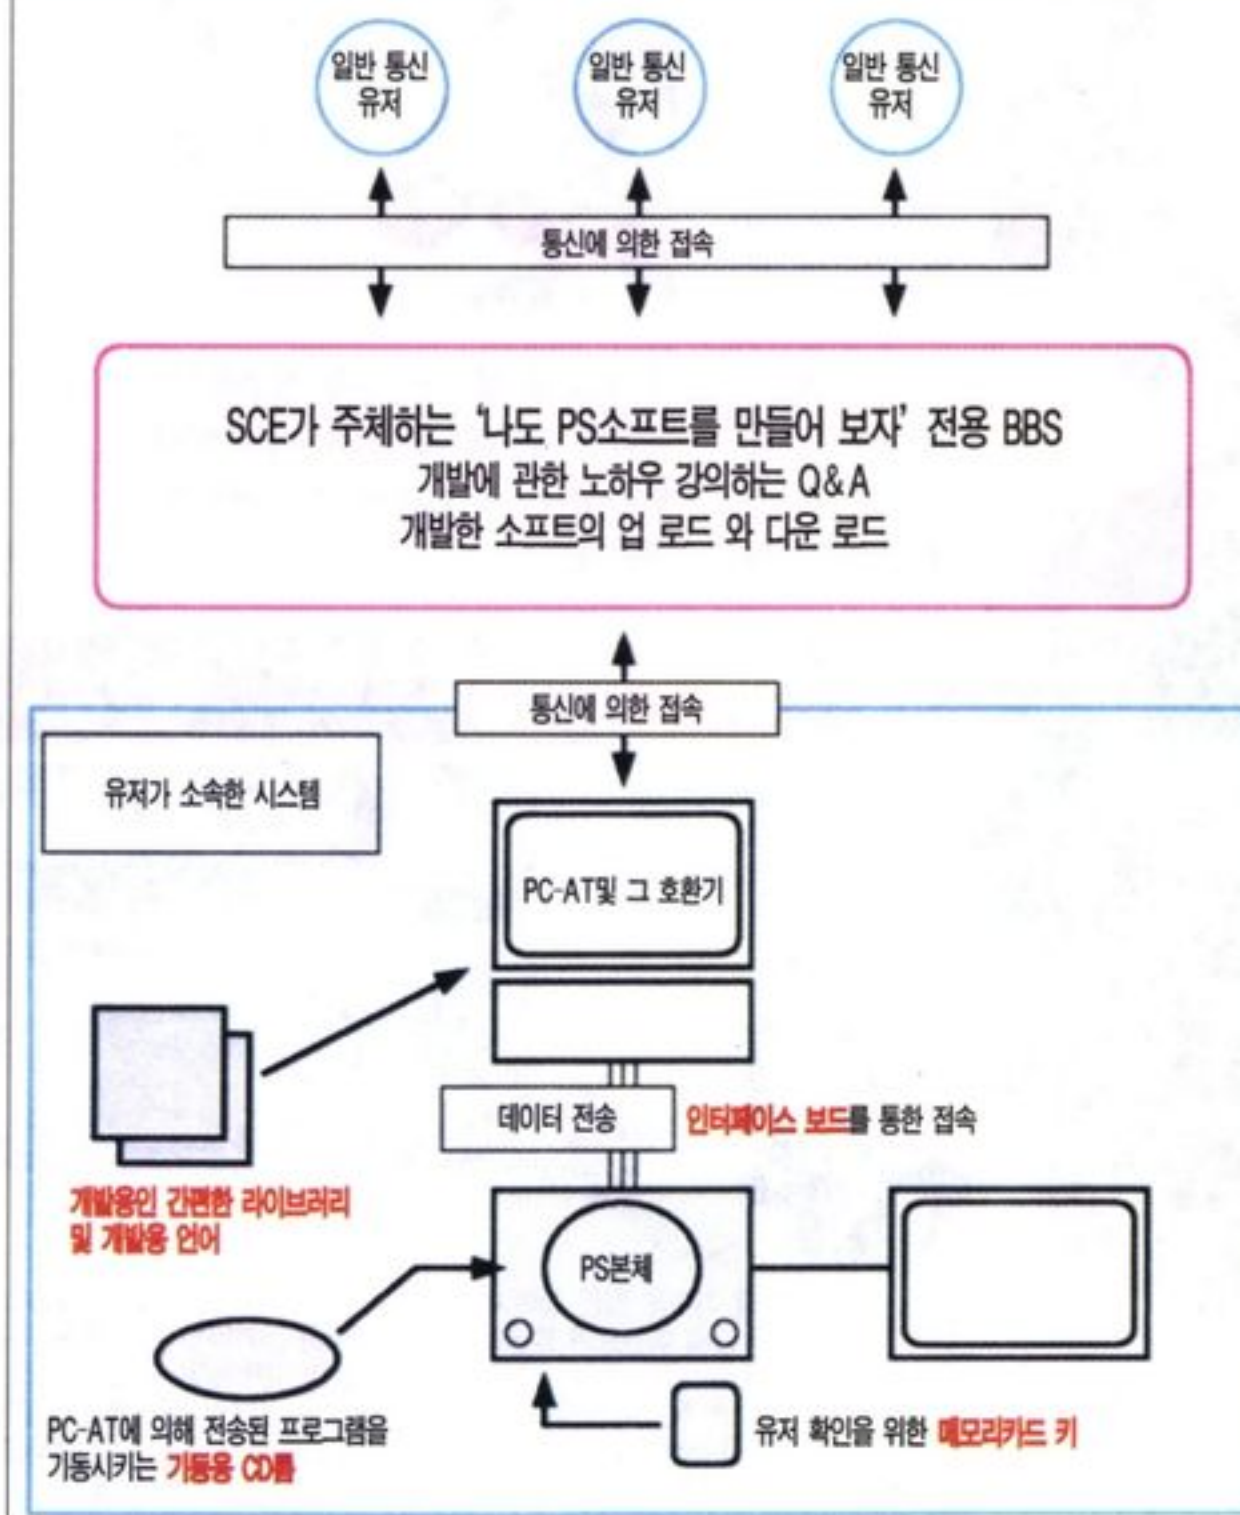 일반 통신
유저
일반 통신
유저
일반 통신
유저
통신에 의한 접속
SCE가 주체하는 ‘나도 PS소프트를 만들어 보자’ 전용 BBS
개발에 관한 노하우 강의하는 Q&A
개발한 소프트의 업 로드 와 다운 로드
통신에 의한 접속
유저가 소속한 시스템
PC-AT및 그 호환기
데이터 전송
인터페이스 보드를 통한 접속
개발용인 간편한 라이브러리
및 개발용 언어
PS본체
PC-AT에 의해 전송된 프로그램을
기동시키는 기동용 CD롬
유저 확인을 위한 메모리카드 키